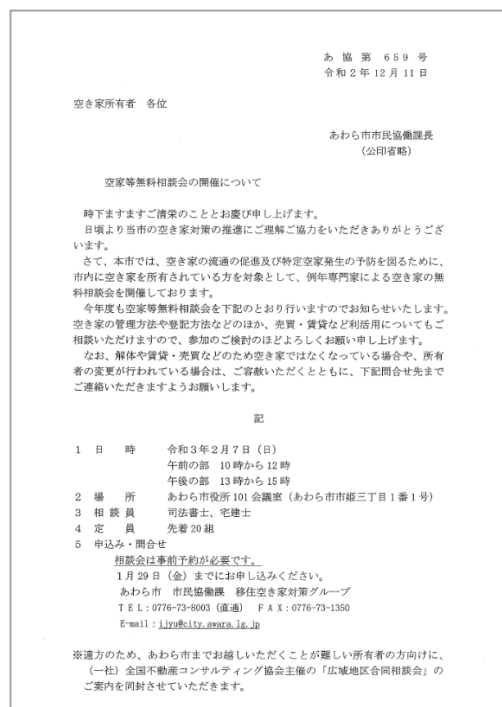 あ協第659号
令和2年12月11日
空き家所有者 各位
あわら市市民協働課長
（公印省略）
空家等無料相談会の開催について
時下ますますご清栄のこととお慶び申し上げます。
日頃より当市の空き家対策の推進にご理解ご協力をいただきありがとうござ
います。
さて、本市では、空き家の流通の促進及び特定空家発生の予防を図るために、
市内に空き家を所有されている方を対象として、例年専門家による空き家の無
料相談会を開催しております。
今年度も空家等無料相談会を下記のとおり行いますのでお知らせいたします。
空き家の管理方法や登記方法などのほか、売買・賃貸など利活用についてもご
相談いただけますので、参加のご検討のほどよろしくお願い申し上げます。
なお、解体や賃貸・売買などのため空き家ではなくなっている場合や、所有
者の変更が行われている場合は、ご容赦いただくとともに、下記問合せ先まで
ご連絡いただきますようお願いします。
記
1 日 時 令和3年2月7日（日）
午前の部 10時から12時
午後の部 13時から15時
2 場 所 あわら市役所101会議室（あわら市市姫三丁目1番1号）
3 相談員 司法書士、宅建士
4 定 員 先着20組
5 申込み・問合せ
相談会は事前予約が必要です。
1月29日（金）までにお申し込みください。
あわら市 市民協働課 移住空き家対策グループ
TEL：0776-73-8003（直通） FAX：0776-73-1350
E-mail：ijyu@city.awara.lg.jp
※遠方のため、あわら市までお越しいただくことが難しい所有者の方向けに、
（一社）全国不動産コンサルティング協会主催の「広域地区合同相談会」の
ご案内を同封させていただきます。